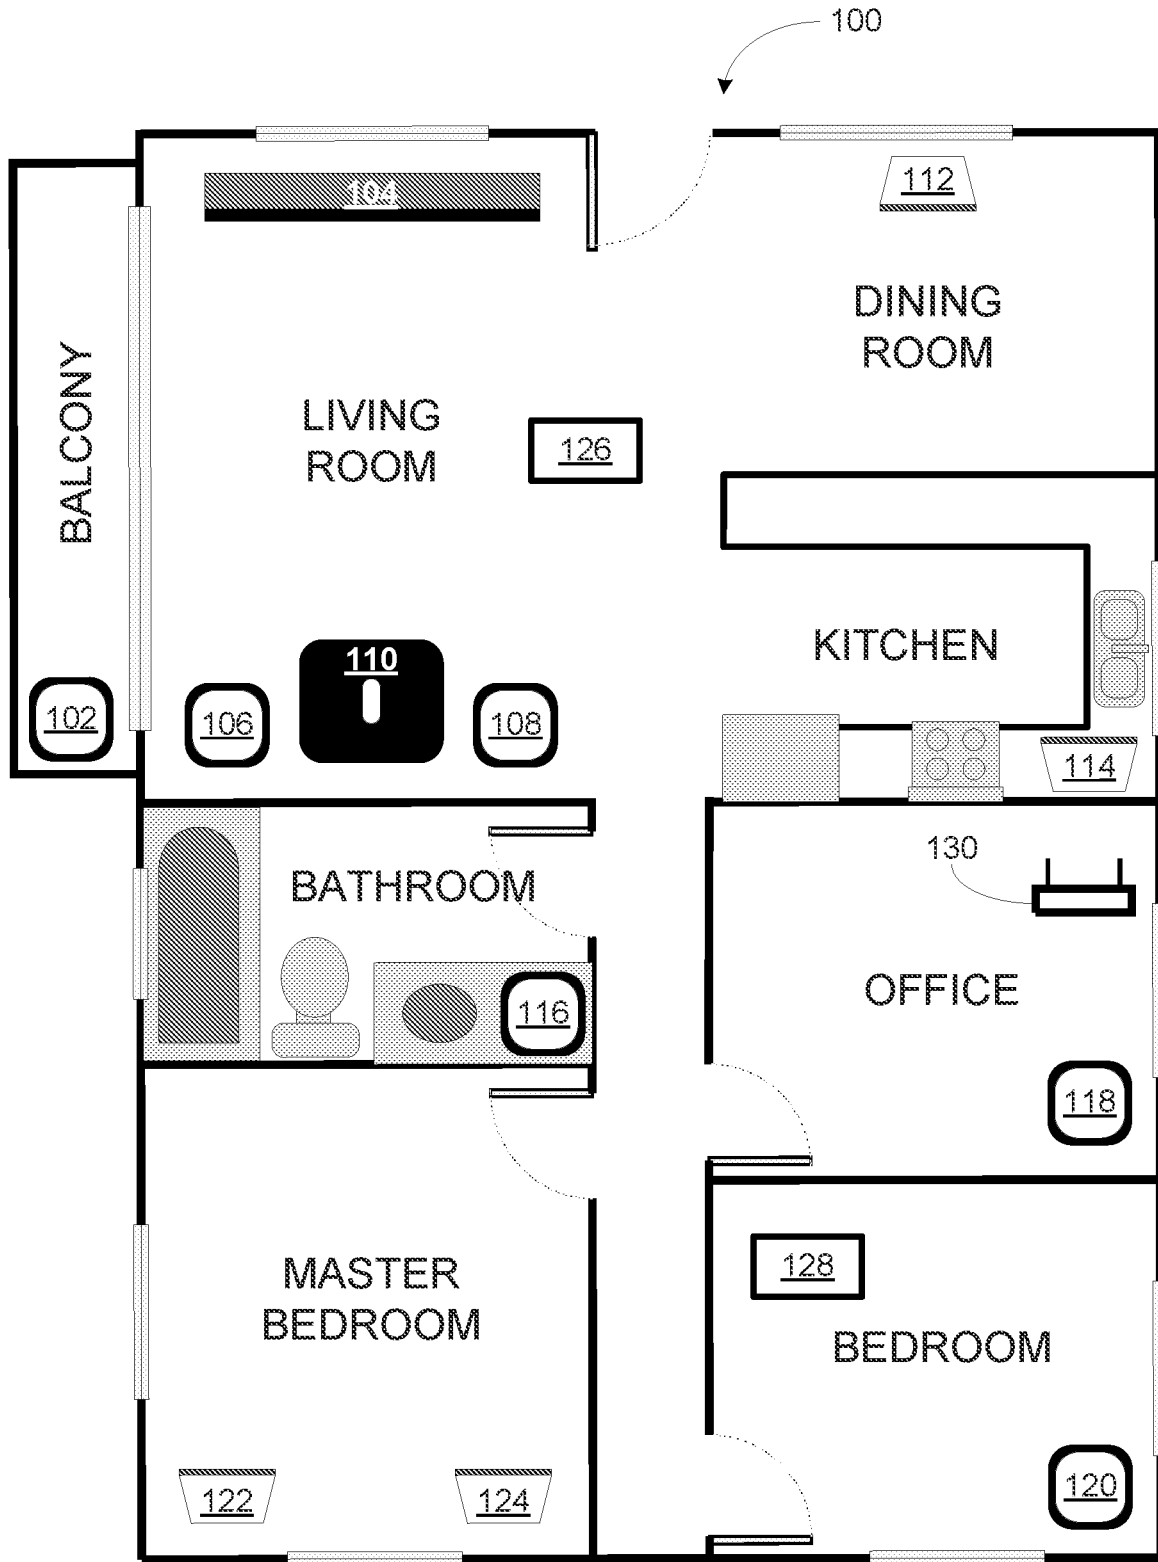 100
104
112
DINING
ROOM
BALCONY
LIVING
ROOM
126
KITCHEN
110
102
106
108
114
130
BATHROOM
OFFICE
116
118
128
MASTER
BEDROOM
BEDROOM
122
124
120